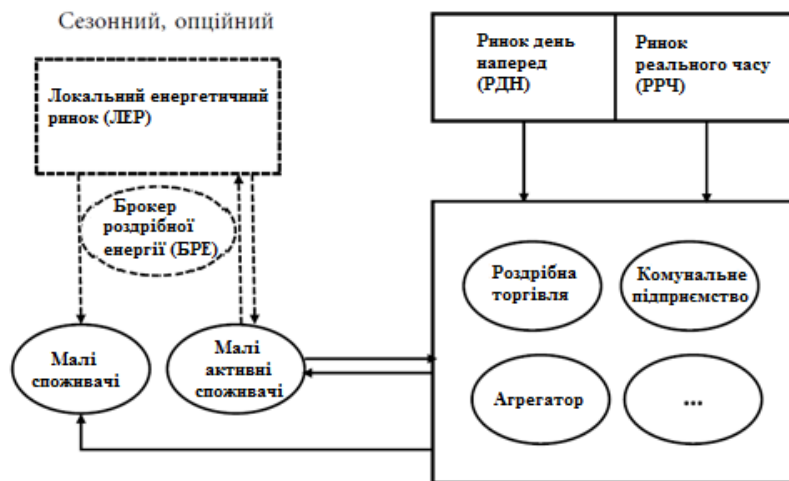 Сезонний, опційний
Локальний енергетичний
ринок (ЛЕР)
Ринок день
наперед
(РДН)
Ринок
реального часу
(РРЧ)
Брокер
роздрібної
енергії (БРЕ)
Роздрібна
торгівля
Комунальне
підприємство
Малі
споживачі
Малі
активні
споживачі
Агрегатор
...